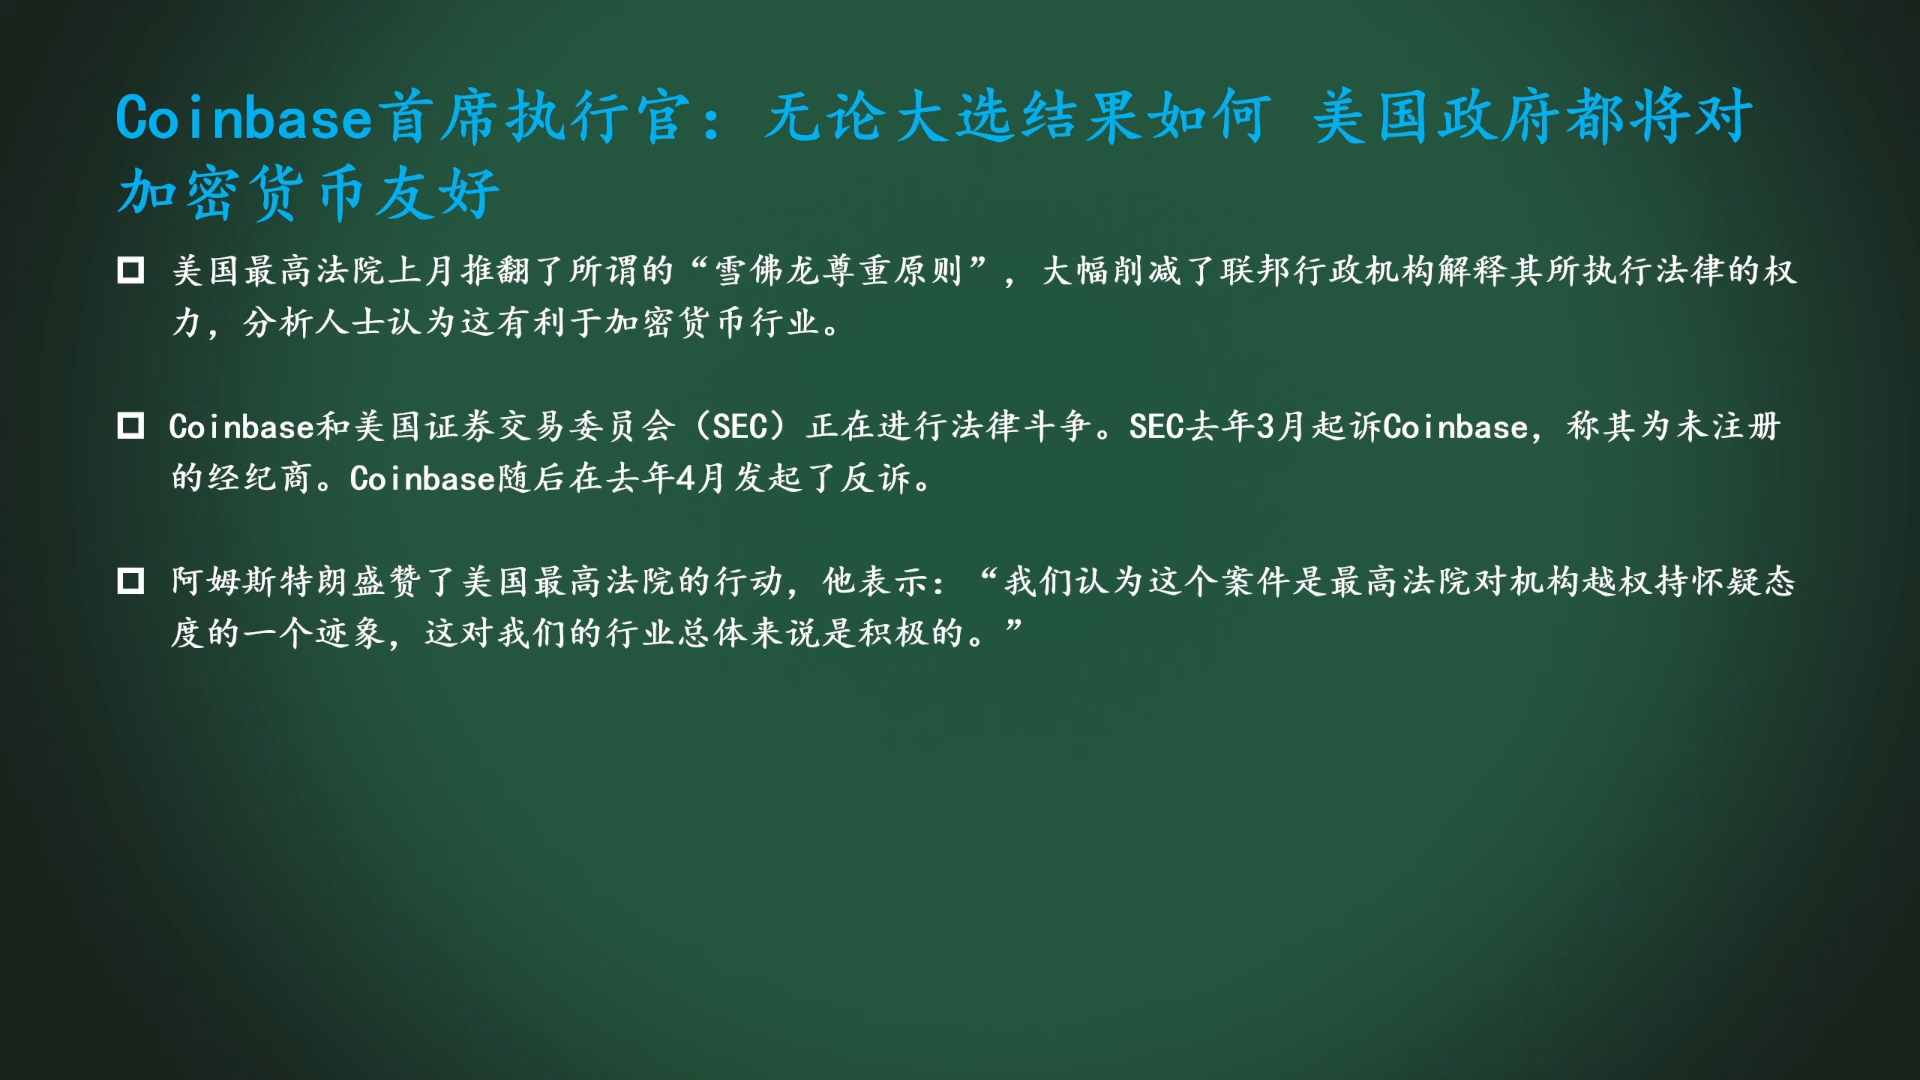 Coinbase首席执行官：无论大选结果如何 美国政府都将对
加密货币友好
美国最高法院上月推翻了所谓的“雪佛龙尊重原则”，大幅削减了联邦行政机构解释其所执行法律的权
力，分析人士认为这有利于加密货币行业。
Coinbase和美国证券交易委员会（SEC）正在进行法律斗争。SEC去年3月起诉Coinbase，称其为未注册
的经纪商。Coinbase随后在去年4月发起了反诉。
阿姆斯特朗盛赞了美国最高法院的行动，他表示：“我们认为这个案件是最高法院对机构越权持怀疑态
度的一个迹象，这对我们的行业总体来说是积极的。”